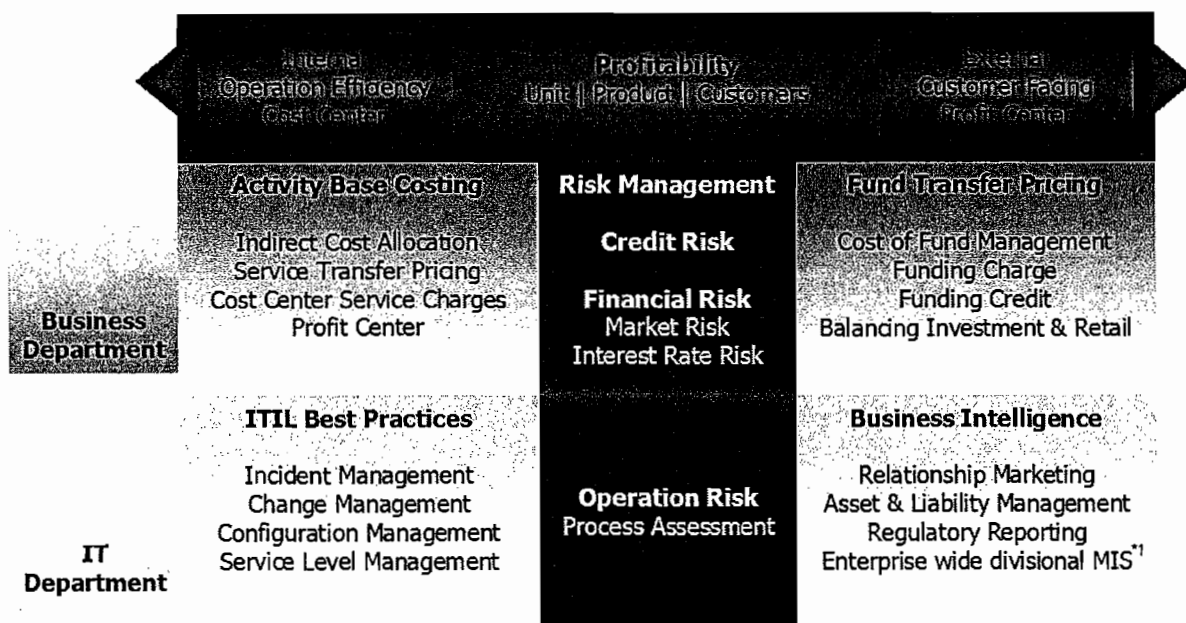 Internal
Operation Efficiency
Cost Center
Profitability
Unit | Product | Customers
External
Customer Facing
Profit Center
Activity Base Costing
Indirect Cost Allocation
Service Transfer Pricing
Cost Center Service Charges
Profit Center
Risk Management
Credit Risk
Financial Risk
Market Risk
Interest Rate Risk
Fund Transfer Pricing
Cost of Fund Management
Funding Charge
Funding Credit
Balancing Investment & Retail
Business
Department
ITIL Best Practices
Incident Management
Change Management
Configuration Management
Service Level Management
Operation Risk
Process Assessment
Business Intelligence
Relationship Marketing
Asset & Liability Management
Regulatory Reporting
Enterprise wide divisional MIS*1
IT
Department